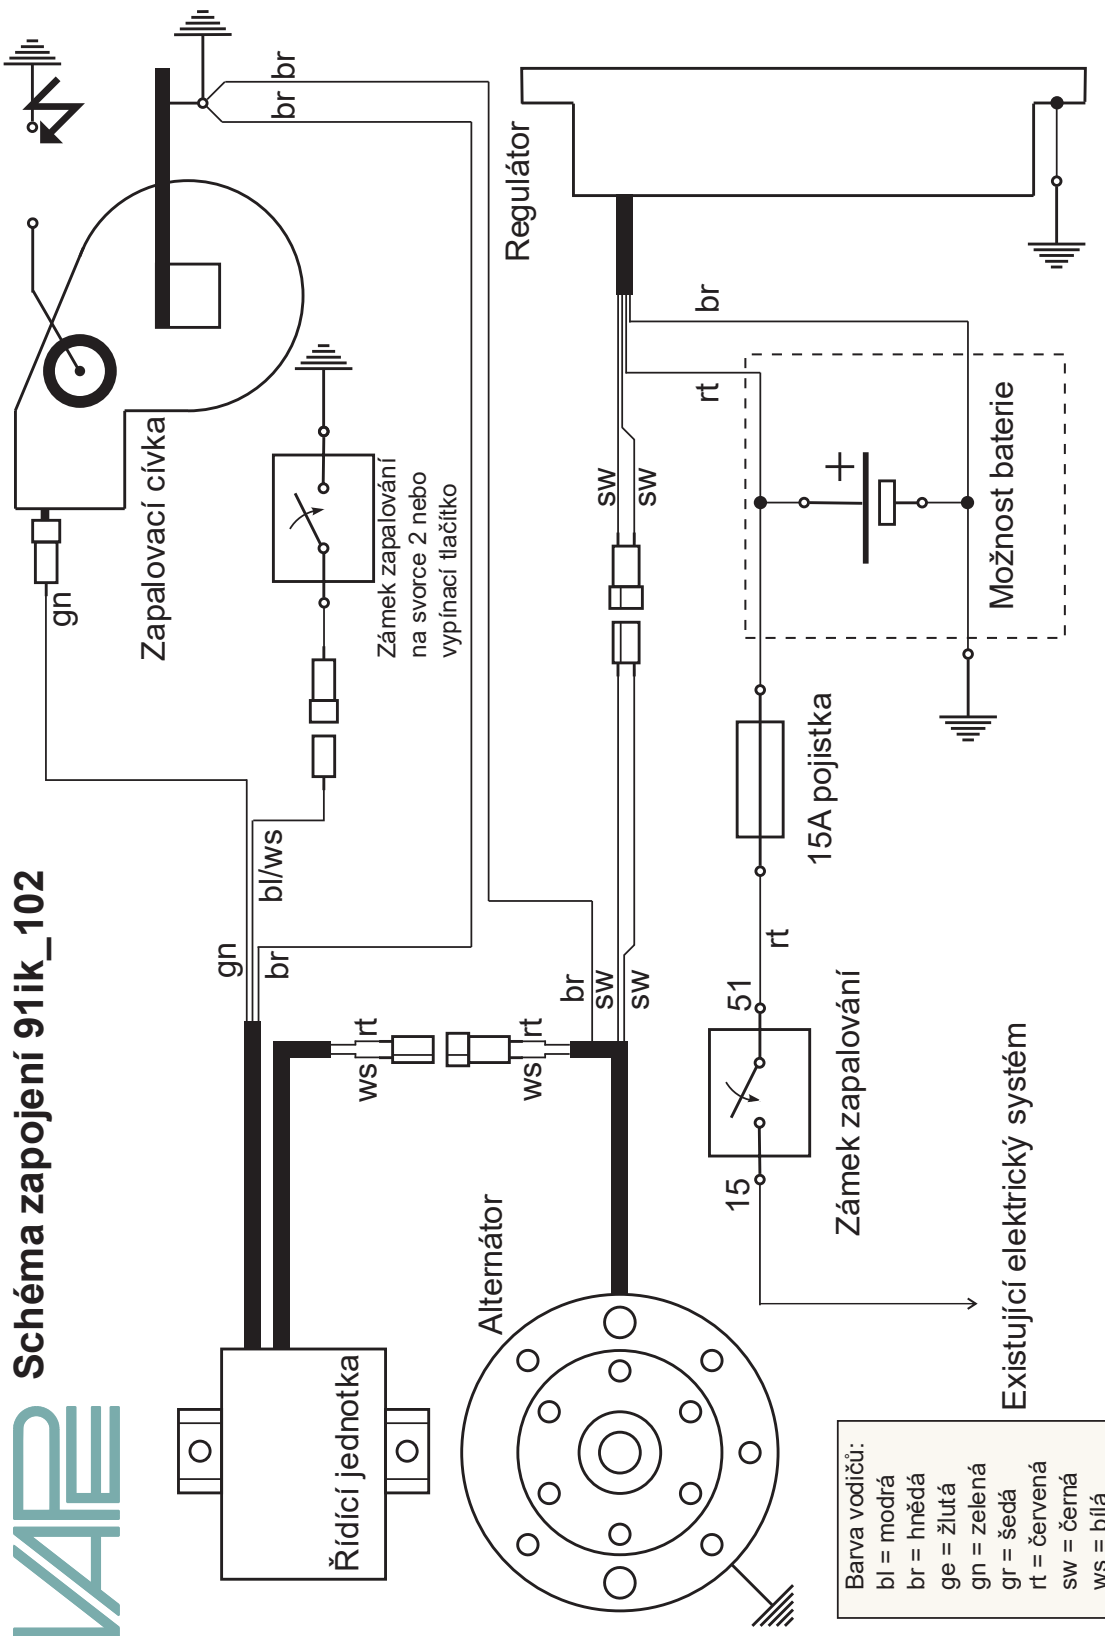 VAPE
Schéma zapojení 91ik_102
Zapalovací cívka
gn
Zámek zapalování
na svorce 2 nebo
vypínací tlačítko
br
br
gn
bl/ws
br
Řídící jednotka
ws
rt
ws
rt
Alternátor
br
sw
sw
sw
sw
Regulátor
br
rt
Možnost baterie
+
15A pojistka
rt
51
15
Zámek zapalování
Existující elektrický systém
Barva vodičů:
bl = modrá
br = hnědá
ge = žlutá
gn = zelená
gr = šedá
rt = červená
sw = černá
ws = bílá